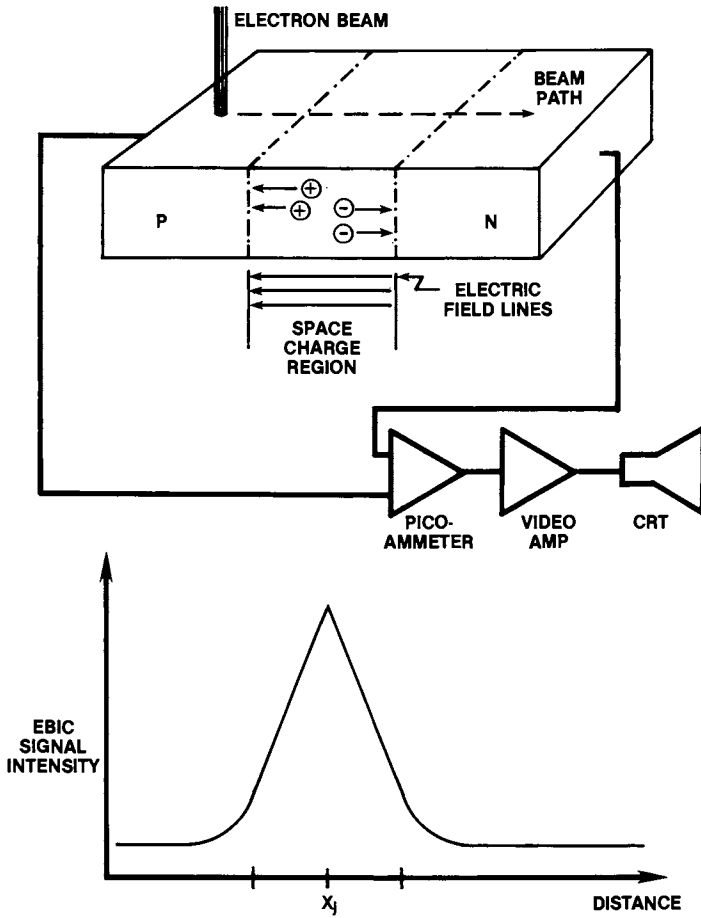 ELECTRON BEAM
BEAM
PATH
P
N
ELECTRIC
FIELD LINES
SPACE
CHARGE
REGION
PICO-
AMMETER
VIDEO
AMP
CRT
EBIC
SIGNAL
INTENSITY
Xj
DISTANCE